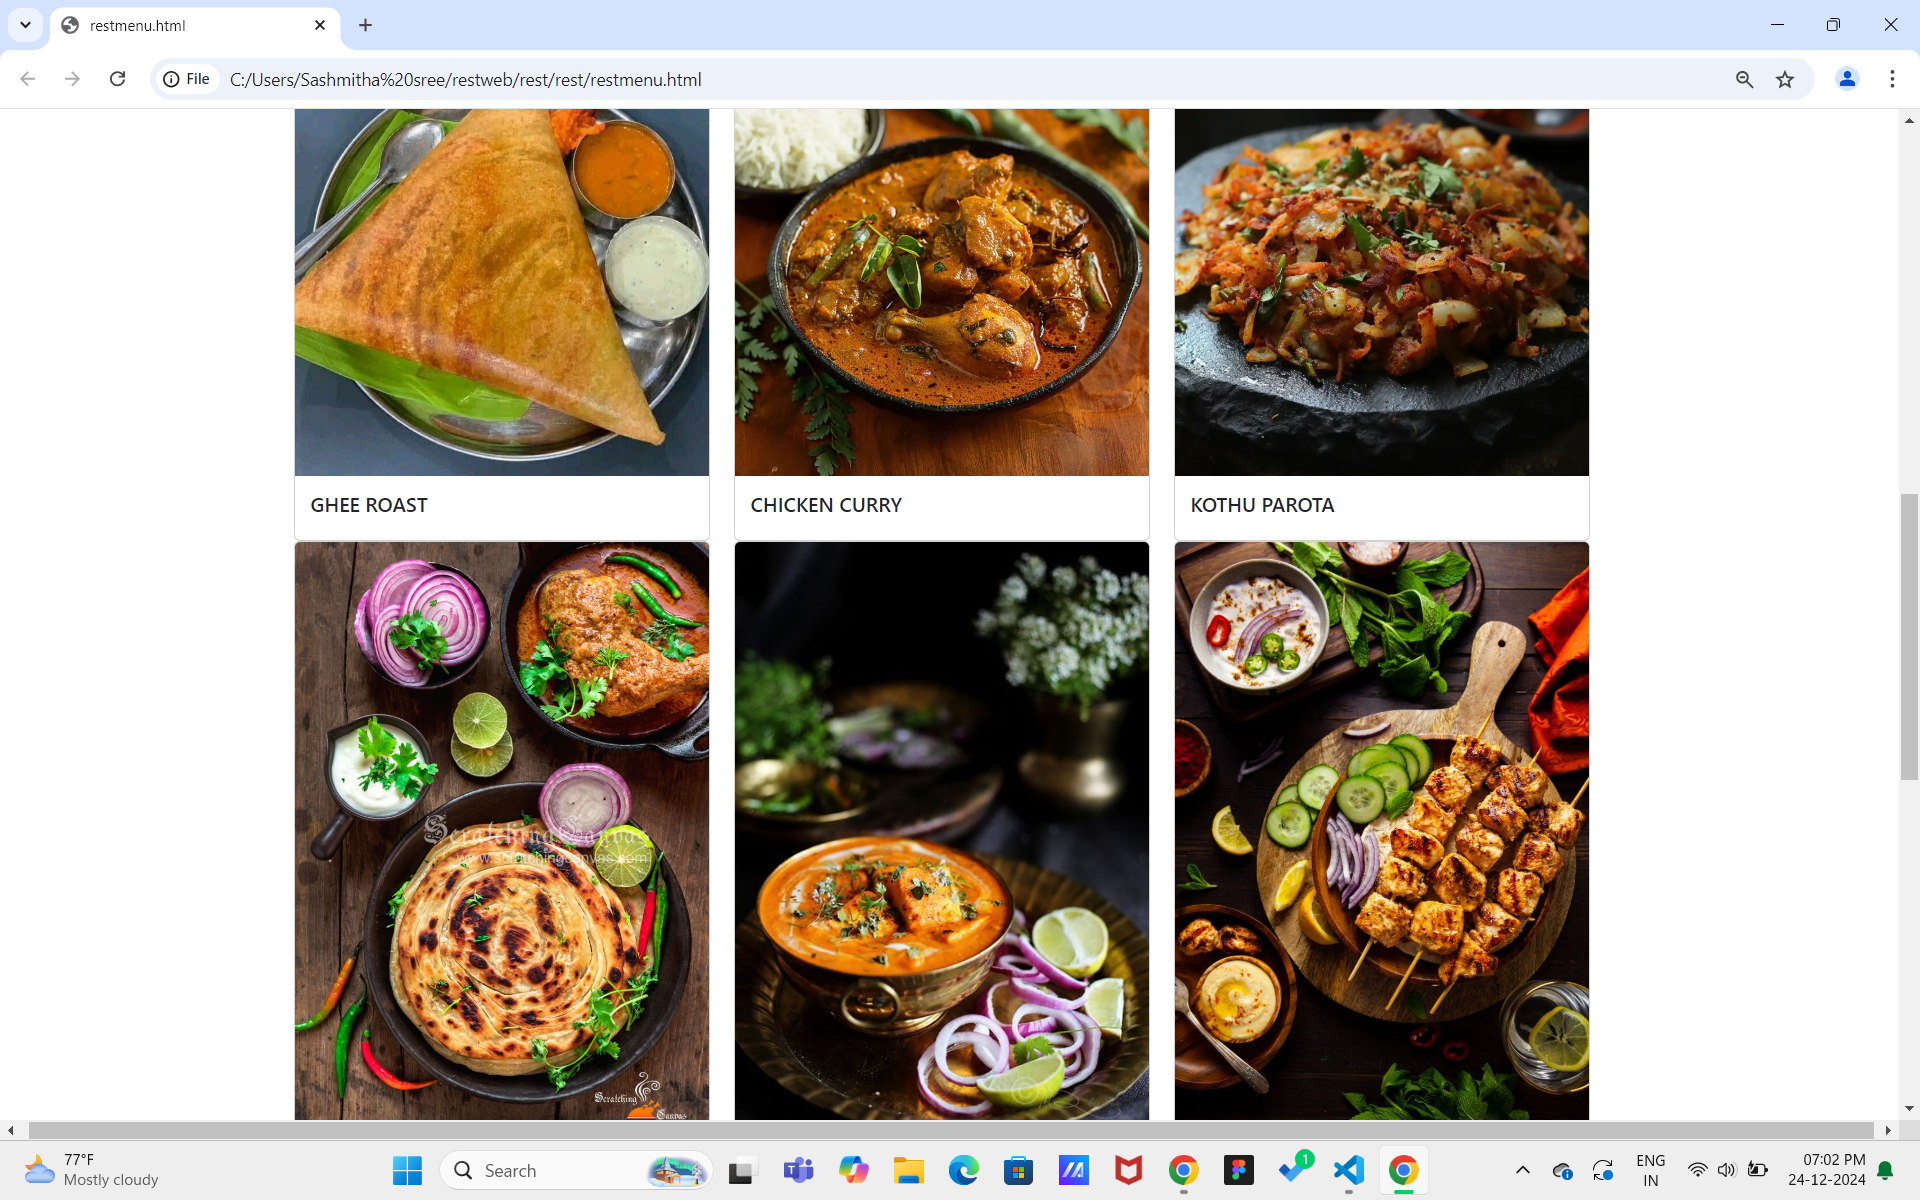 restmenu.html
File
C:/Users/Sashmitha%20sree/restweb/rest/rest/restmenu.html
GHEE ROAST
CHICKEN CURRY
KOTHU PAROTA
Scratching Canvas
www.scratchingcanvas.com
Scratching
Canvas
77°F
Mostly cloudy
Search
1
ENG
IN
07:02 PM
24-12-2024